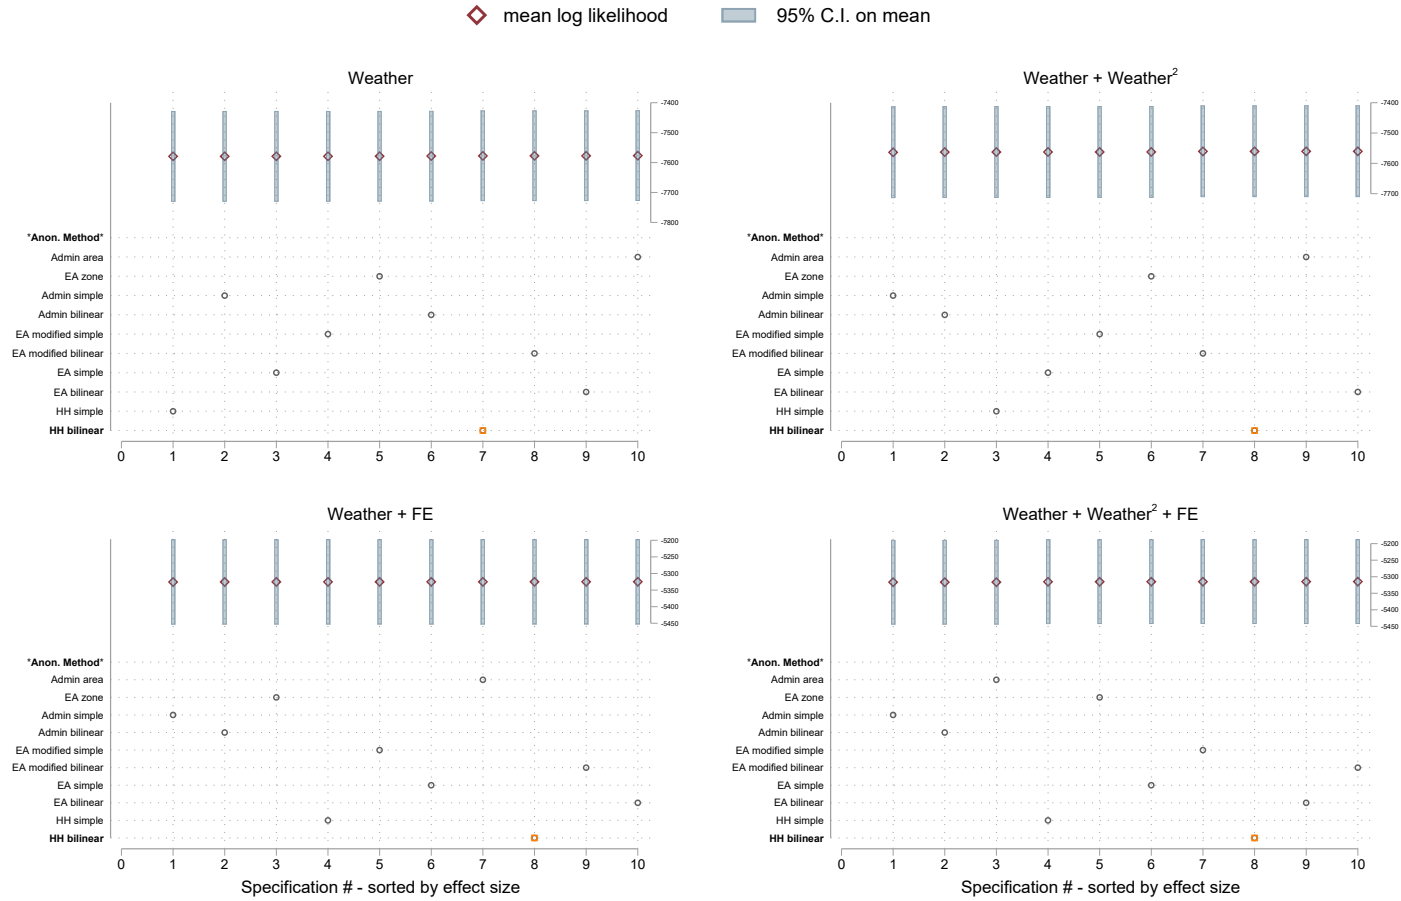 mean log likelihood 95% C.I. on mean
Weather
-7400
-7500
-7600
-7700
-7800
*Anon. Method*
Admin area
EA zone
Admin simple
Admin bilinear
EA modified simple
EA modified bilinear
EA simple
EA bilinear
HH simple
HH bilinear
0 1 2 3 4 5 6 7 8 9 10
Weather + Weather²
-7400
-7500
-7600
-7700
*Anon. Method*
Admin area
EA zone
Admin simple
Admin bilinear
EA modified simple
EA modified bilinear
EA simple
EA bilinear
HH simple
HH bilinear
0 1 2 3 4 5 6 7 8 9 10
Weather + FE
-5200
-5250
-5300
-5350
-5400
-5450
*Anon. Method*
Admin area
EA zone
Admin simple
Admin bilinear
EA modified simple
EA modified bilinear
EA simple
EA bilinear
HH simple
HH bilinear
0 1 2 3 4 5 6 7 8 9 10
Specification # - sorted by effect size
Weather + Weather² + FE
-5200
-5250
-5300
-5350
-5400
-5450
*Anon. Method*
Admin area
EA zone
Admin simple
Admin bilinear
EA modified simple
EA modified bilinear
EA simple
EA bilinear
HH simple
HH bilinear
0 1 2 3 4 5 6 7 8 9 10
Specification # - sorted by effect size